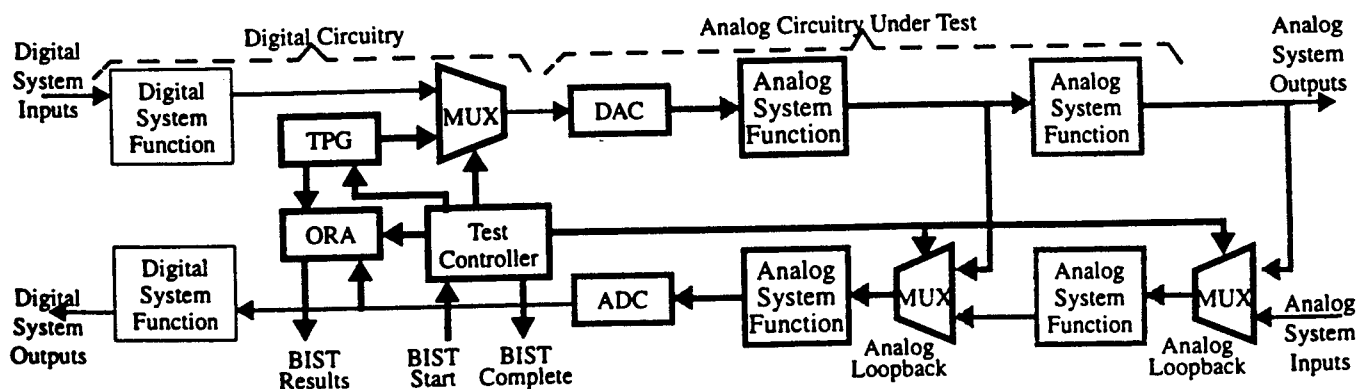 Digital Circuitry
Analog Circuitry Under Test
Digital
System
Inputs
Digital
System
Function
MUX
DAC
Analog
System
Function
Analog
System
Function
Analog
System
Outputs
TPG
ORA
Test
Controller
Digital
System
Outputs
Digital
System
Function
ADC
Analog
System
Function
MUX
Analog
Loopback
Analog
System
Function
MUX
Analog
Loopback
Analog
System
Inputs
BIST
Results
BIST
Start
BIST
Complete